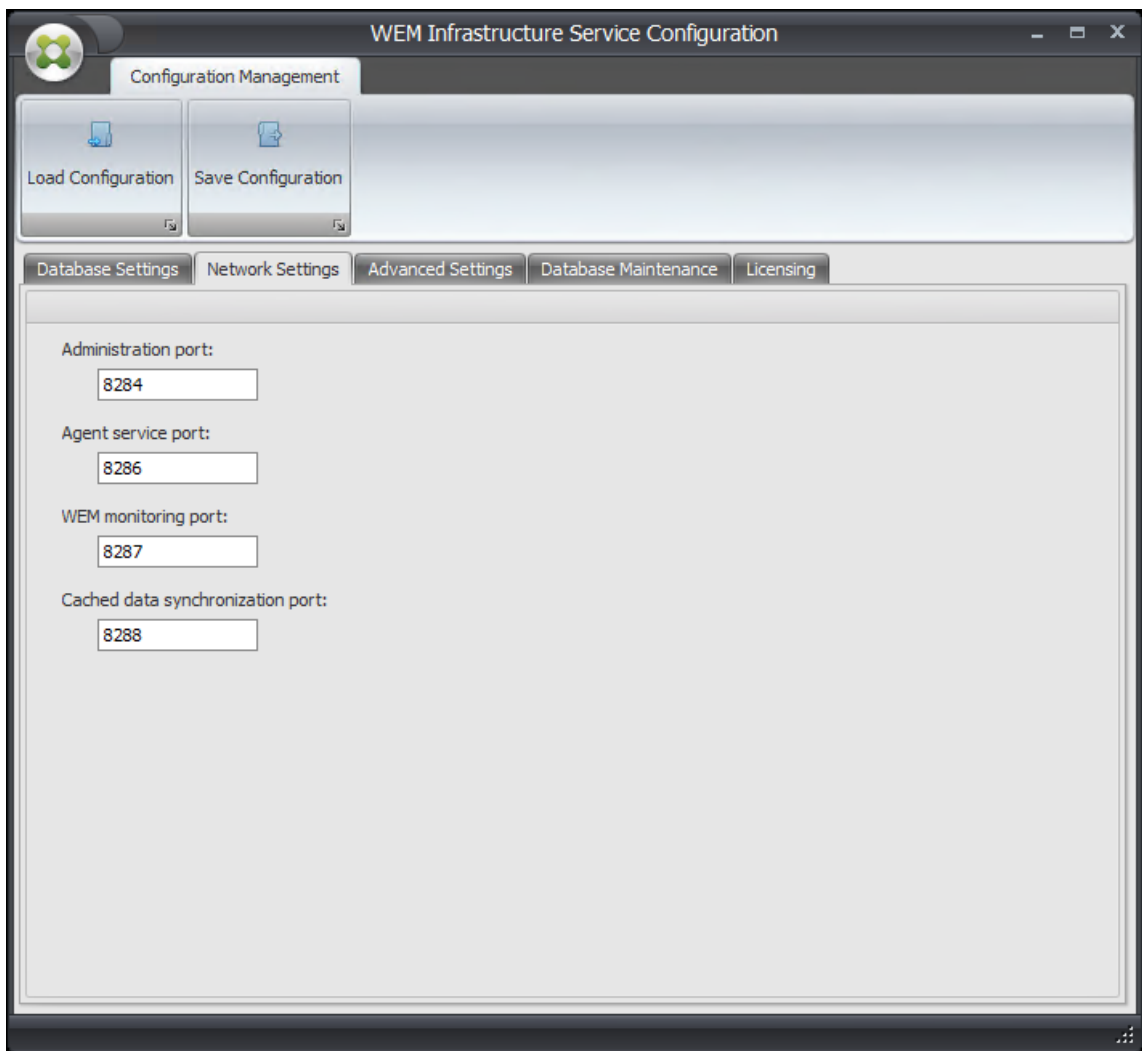 WEM Infrastructure Service Configuration
Configuration Management
Load Configuration Save Configuration
Database Settings Network Settings Advanced Settings Database Maintenance Licensing
Administration port:
8284
Agent service port:
8286
WEM monitoring port:
8287
Cached data synchronization port:
8288